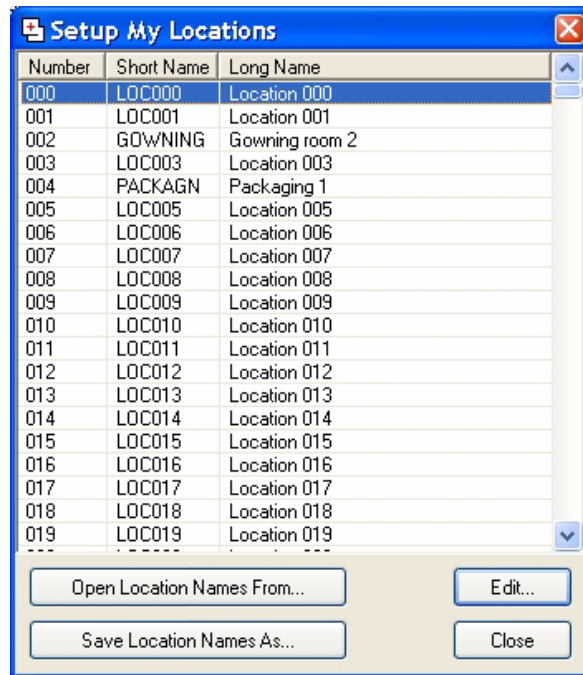 Setup My Locations
Number Short Name Long Name
000 LOC000 Location 000
001 LOC001 Location 001
002 GOWNING Gowning room 2
003 LOC003 Location 003
004 PACKAGN Packaging 1
005 LOC005 Location 005
006 LOC006 Location 006
007 LOC007 Location 007
008 LOC008 Location 008
009 LOC009 Location 009
010 LOC010 Location 010
011 LOC011 Location 011
012 LOC012 Location 012
013 LOC013 Location 013
014 LOC014 Location 014
015 LOC015 Location 015
016 LOC016 Location 016
017 LOC017 Location 017
018 LOC018 Location 018
019 LOC019 Location 019
Open Location Names From... Edit...
Save Location Names As... Close